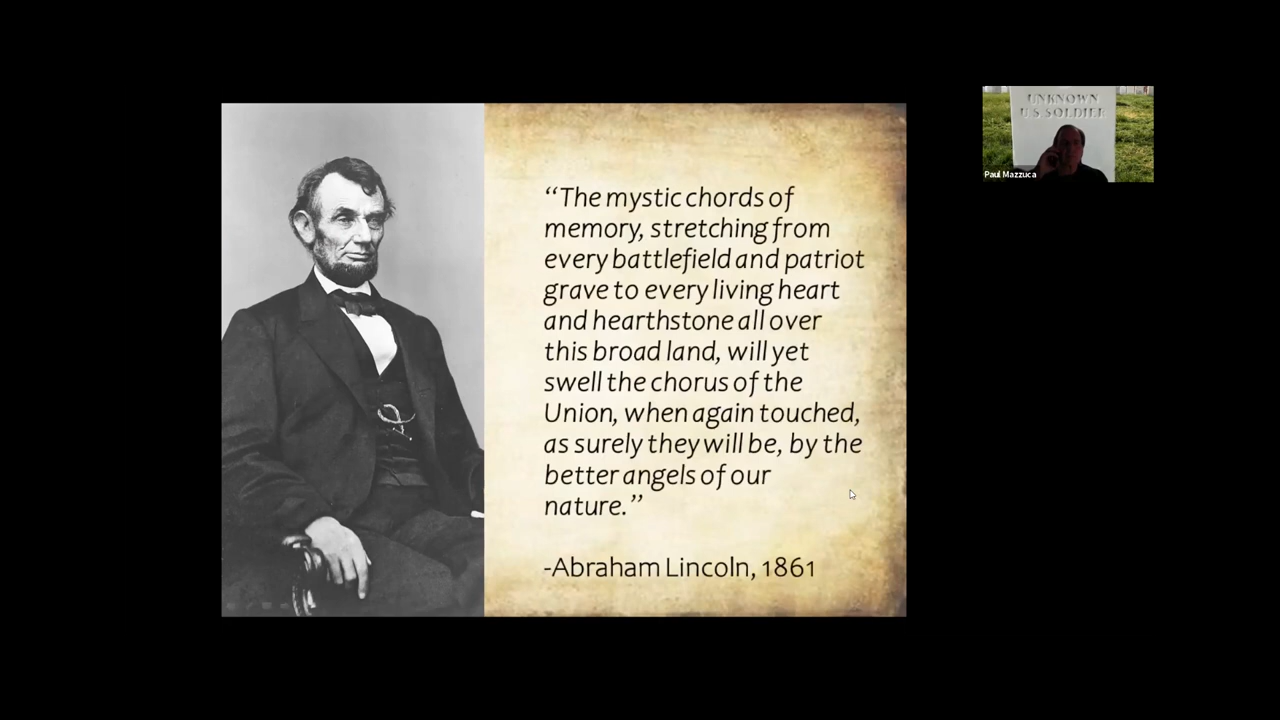 “The mystic chords of
memory, stretching from
every battlefield and patriot
grave to every living heart
and hearthstone all over
this broad land, will yet
swell the chorus of the
Union, when again touched,
as surely they will be, by the
better angels of our
nature.”
-Abraham Lincoln, 1861
UNKNOWN
U S SOLDIER
Paul Mazzuca